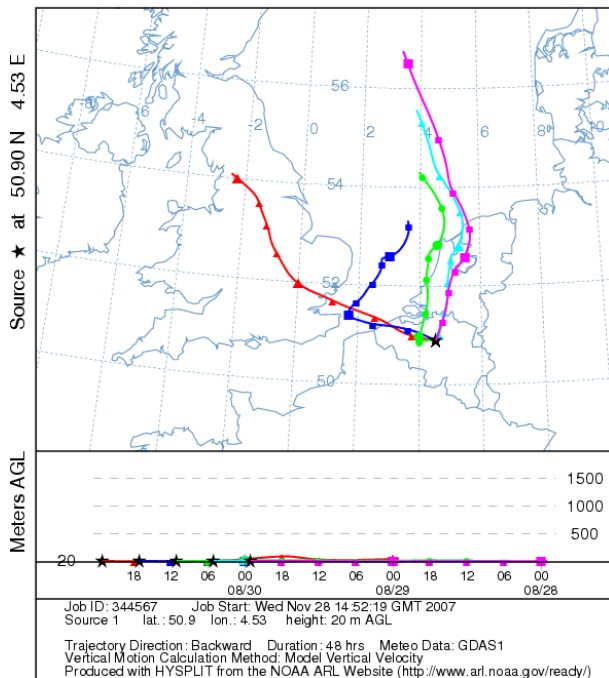 Source ★ at 50.90 N 4.53 E
56
-6
-4
-2
0
2
4
6
8
54
52
50
Meters AGL
1500
1000
500
20
18 12 06 00 18 12 06 00 18 12 06 00
08/30 08/29 08/28
Job ID: 344567 Job Start: Wed Nov 28 14:52:19 GMT 2007
Source 1 lat.: 50.9 lon.: 4.53 height: 20 m AGL
Trajectory Direction: Backward Duration: 48 hrs Meteo Data: GDAS1
Vertical Motion Calculation Method: Model Vertical Velocity
Produced with HYSPLIT from the NOAA ARL Website (http://www.arl.noaa.gov/ready/)